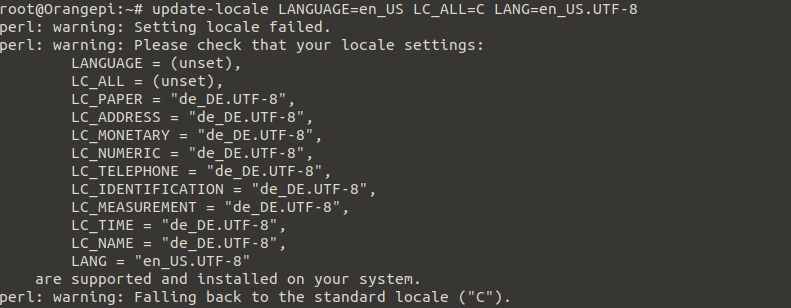 root@Orangepi:~# update-locale LANGUAGE=en_US LC_ALL=C LANG=en_US.UTF-8
perl: warning: Setting locale failed.
perl: warning: Please check that your locale settings:
        LANGUAGE = (unset),
        LC_ALL = (unset),
        LC_PAPER = "de_DE.UTF-8",
        LC_ADDRESS = "de_DE.UTF-8",
        LC_MONETARY = "de_DE.UTF-8",
        LC_NUMERIC = "de_DE.UTF-8",
        LC_TELEPHONE = "de_DE.UTF-8",
        LC_IDENTIFICATION = "de_DE.UTF-8",
        LC_MEASUREMENT = "de_DE.UTF-8",
        LC_TIME = "de_DE.UTF-8",
        LC_NAME = "de_DE.UTF-8",
        LANG = "en_US.UTF-8"
    are supported and installed on your system.
perl: warning: Falling back to the standard locale ("C").